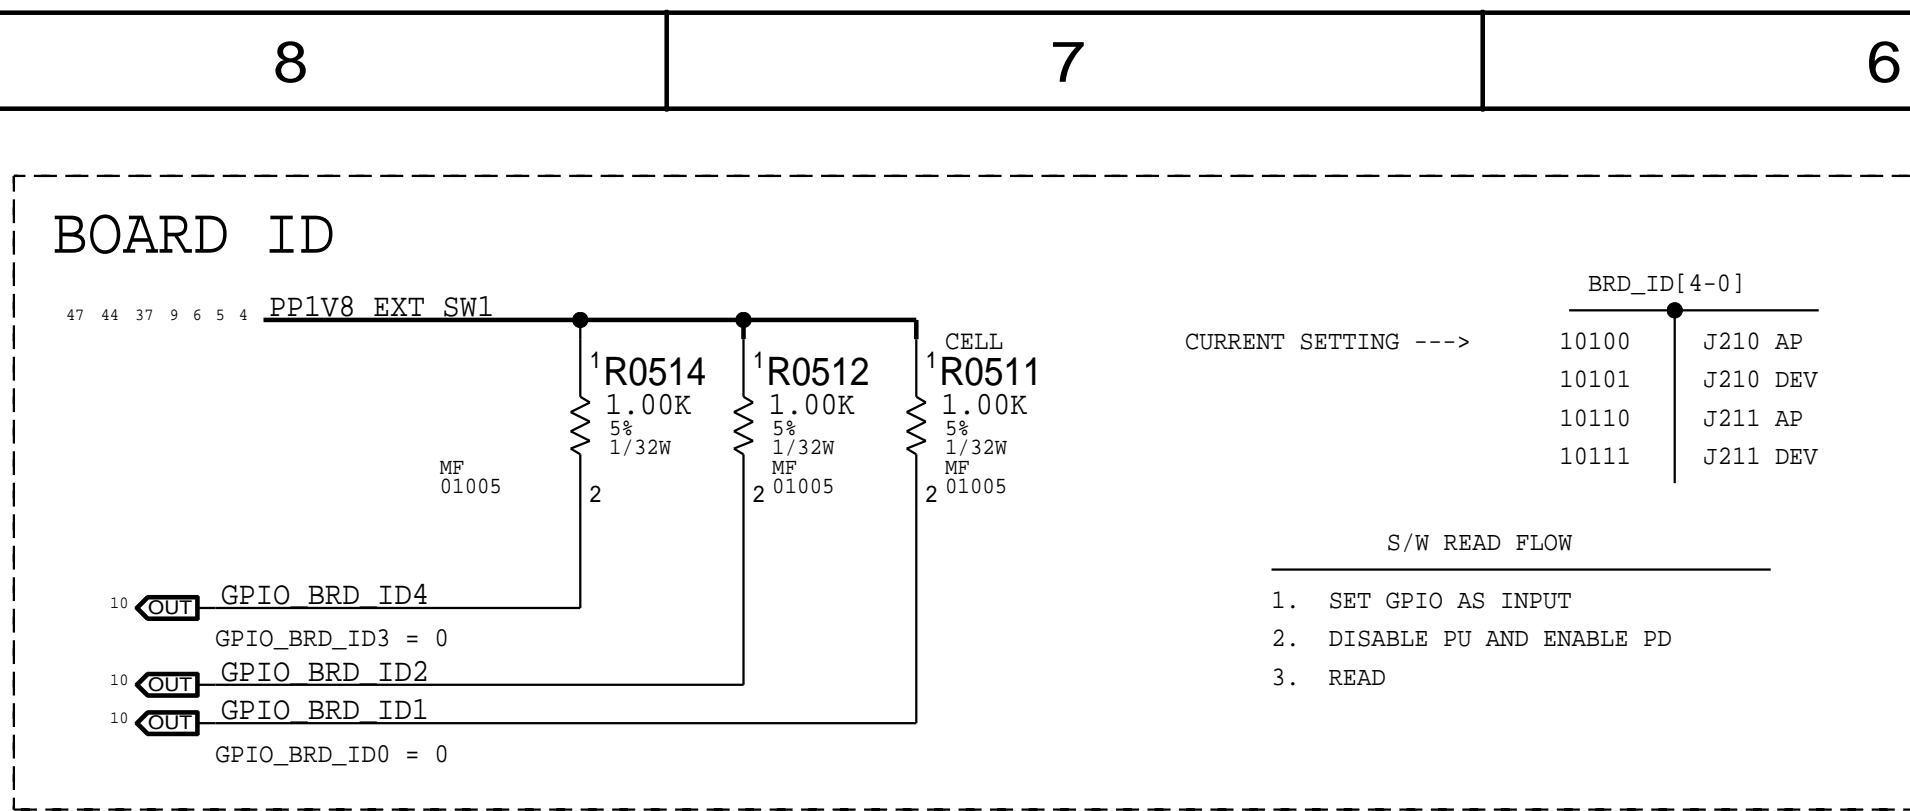 8 7 6
BOARD ID
BRD_ID[4-0]
47 44 37 9 6 5 4 PP1V8_EXT_SW1
CURRENT SETTING ---> 10100 J210 AP
10101 J210 DEV
10110 J211 AP
10111 J211 DEV
1 R0514
1.00K
5%
1/32W
MF
01005
2
1 R0512
1.00K
5%
1/32W
MF
01005
2
CELL
1 R0511
1.00K
5%
1/32W
MF
01005
2
S/W READ FLOW
1. SET GPIO AS INPUT
2. DISABLE PU AND ENABLE PD
3. READ
10 OUT GPIO_BRD_ID4
GPIO_BRD_ID3 = 0
10 OUT GPIO_BRD_ID2
10 OUT GPIO_BRD_ID1
GPIO_BRD_ID0 = 0